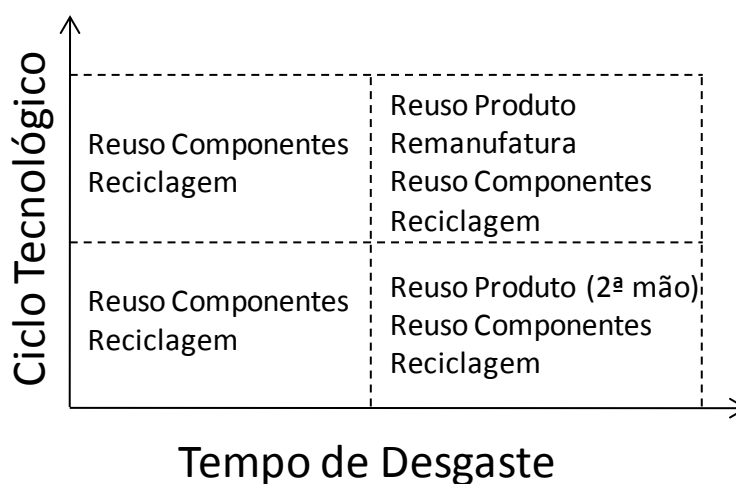 Ciclo Tecnológico
Reuso Componentes
Reciclagem
Reuso Produto
Remanufatura
Reuso Componentes
Reciclagem
Reuso Componentes
Reciclagem
Reuso Produto (2ª mão)
Reuso Componentes
Reciclagem
Tempo de Desgaste